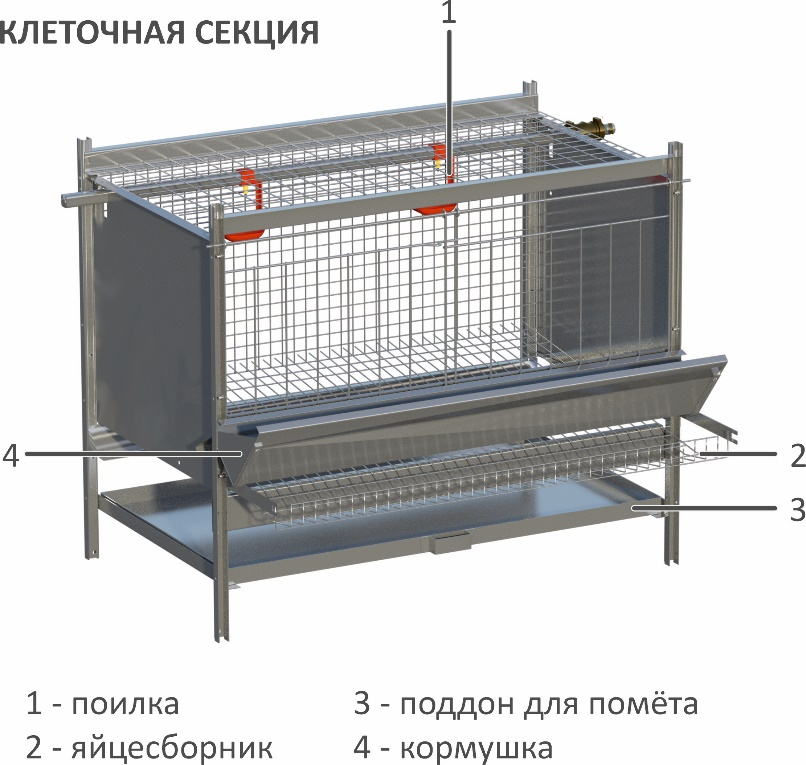 КЛЕТОЧНАЯ СЕКЦИЯ
1
4
2
3
1 - поилка
2 - яйцесборник
3 - поддон для помёта
4 - кормушка